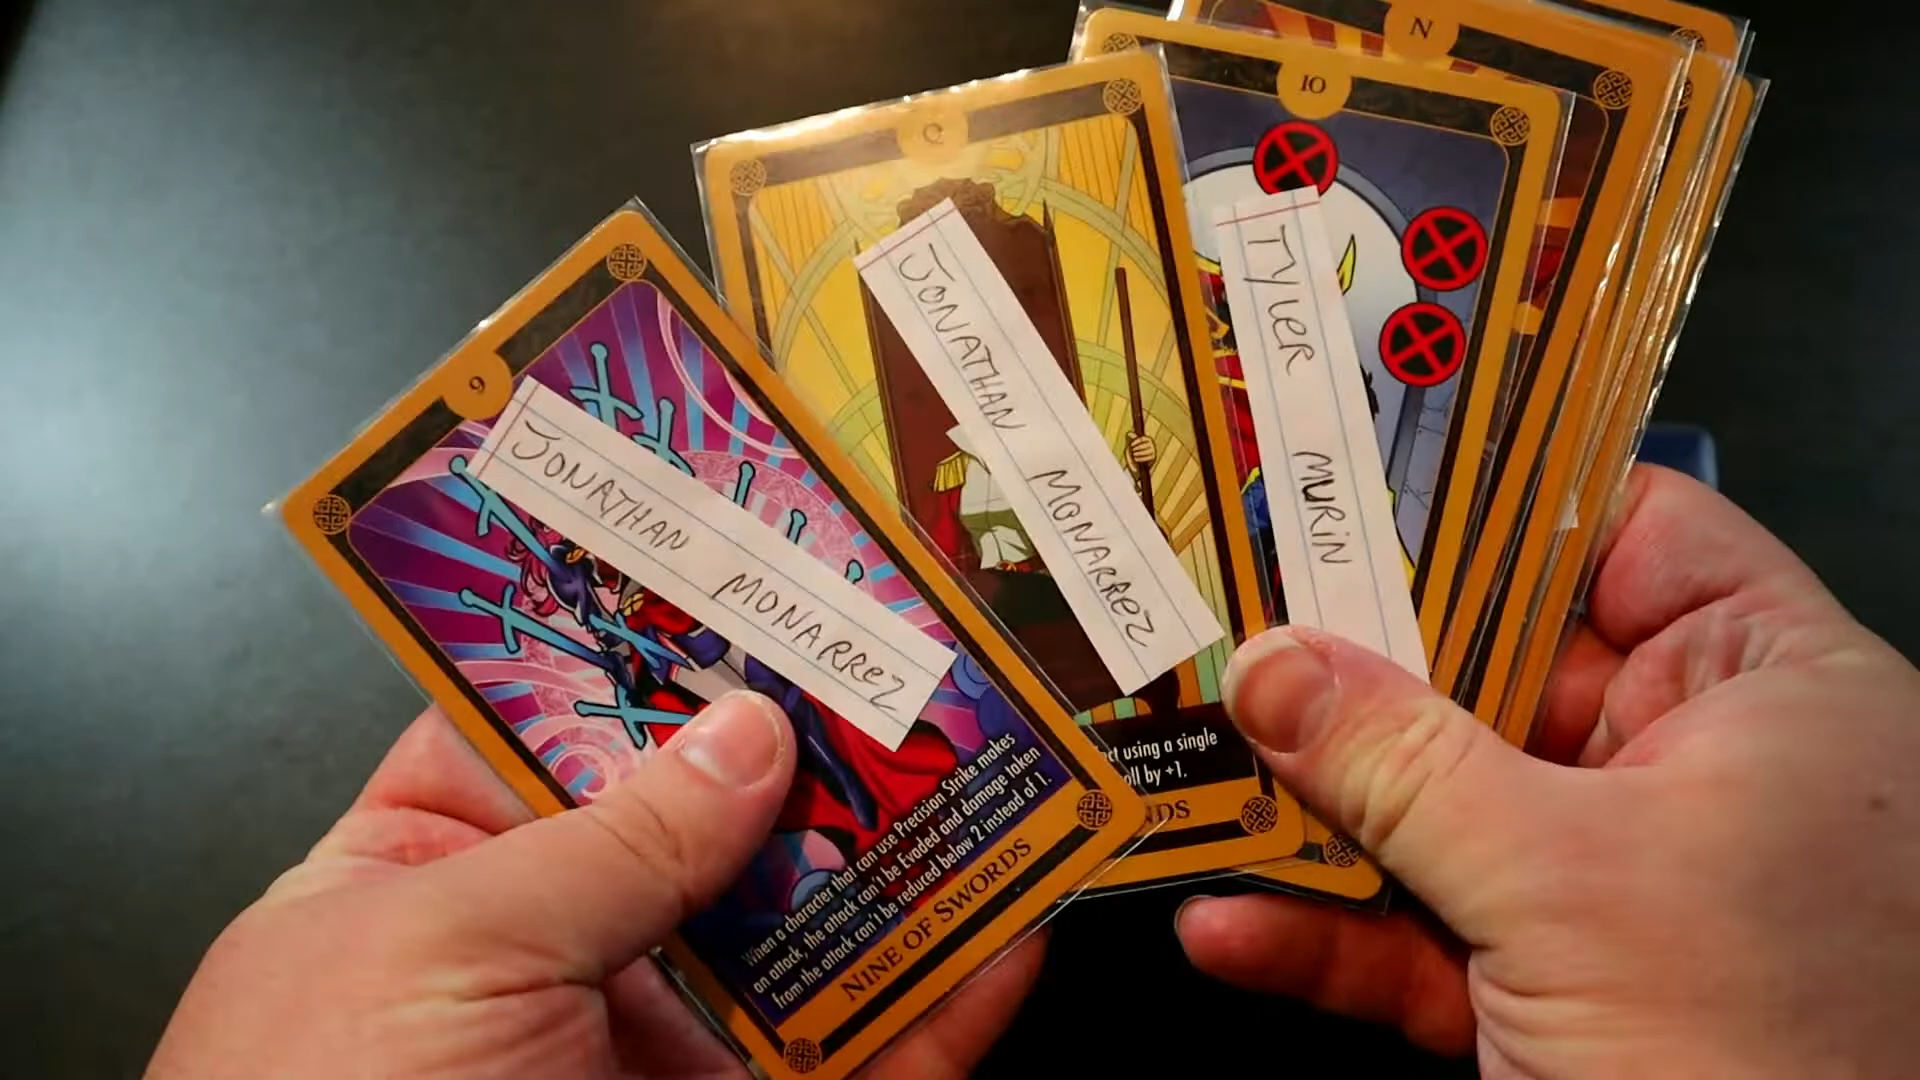 9
JONATHAN MONARREZ
When a character that can use Precision Strike makes
an attack, the attack can't be Evaded and damage taken
from the attack can't be reduced below 2 instead of 1.
NINE OF SWORDS
Q
JONATHAN MONARREZ
using a single
by +1.
10
TYLER MURIN
N